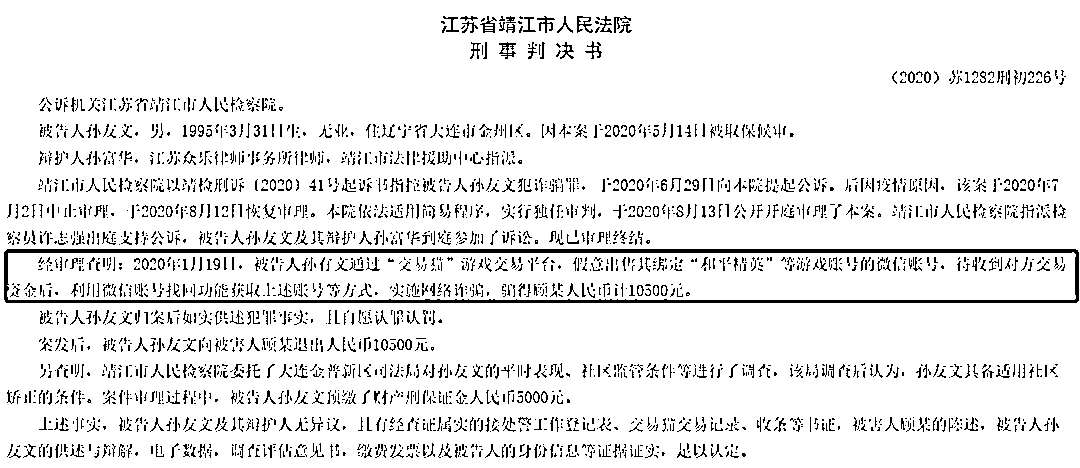 江苏省靖江市人民法院
刑 事 判 决 书
（2020）苏1282刑初226号
公诉机关江苏省靖江市人民检察院。
被告人孙友文，男，1995年3月31日生，无业，住辽宁省大连市金州区。因本案于2020年5月14日被取保候审。
辩护人孙富华，江苏众乐律师事务所律师，靖江市法律援助中心指派。
靖江市人民检察院以靖检刑诉（2020）41号起诉书指控被告人孙友文犯诈骗罪，于2020年6月29日向本院提起公诉。后因疫情原因，该案于2020年7
月2日中止审理，于2020年8月12日恢复审理。本院依法适用简易程序，实行独任审判，于2020年8月13日公开开庭审理了本案。靖江市人民检察院指派检
察员许志强出庭支持公诉，被告人孙友文及其辩护人孙富华到庭参加了诉讼。现已审理终结。
经审理查明：2020年1月19日，被告人孙有文通过“交易猫”游戏交易平台，假意出售其绑定“和平精英”等游戏账号的微信账号，待收到对方交易
资金后，利用微信账号找回功能获取上述账号等方式，实施网络诈骗，骗得顾某人民币计10500元。
被告人孙友文归案后如实供述犯罪事实，且自愿认罪认罚。
案发后，被告人孙友文向被害人顾某退出人民币10500元。
另查明，靖江市人民检察院委托了大连金普新区司法局对孙友文的平时表现、社区监管条件等进行了调查，该局调查后认为，孙友文具备适用社区
矫正的条件。案件审理过程中，被告人孙友文预缴了财产刑保证金人民币5000元。
上述事实，被告人孙友文及其辩护人无异议，且有经查证属实的接处警工作登记表、交易猫交易记录、收条等书证，被害人顾某的陈述，被告人孙
友文的供述与辩解，电子数据，调查评估意见书，缴费发票以及被告人的身份信息等证据证实，足以认定。